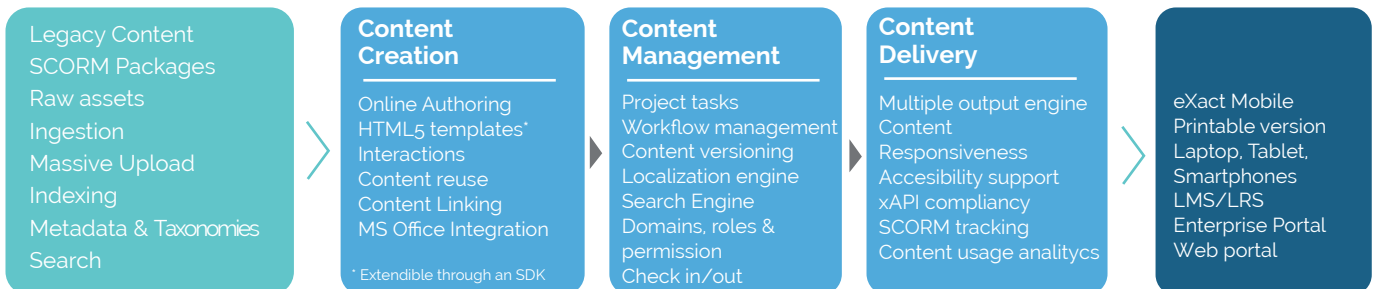 Legacy Content
SCORM Packages
Raw assets
Ingestion
Massive Upload
Indexing
Metadata & Taxonomies
Search
Content
Creation
Online Authoring
HTML5 templates*
Interactions
Content reuse
Content Linking
MS Office Integration
* Extendible through an SDK
Content
Management
Project tasks
Workflow management
Content versioning
Localization engine
Search Engine
Domains, roles &
permission
Check in/out
Content
Delivery
Multiple output engine
Content
Responsiveness
Accesibility support
xAPI compliancy
SCORM tracking
Content usage analitycs
eXact Mobile
Printable version
Laptop, Tablet,
Smartphones
LMS/LRS
Enterprise Portal
Web portal